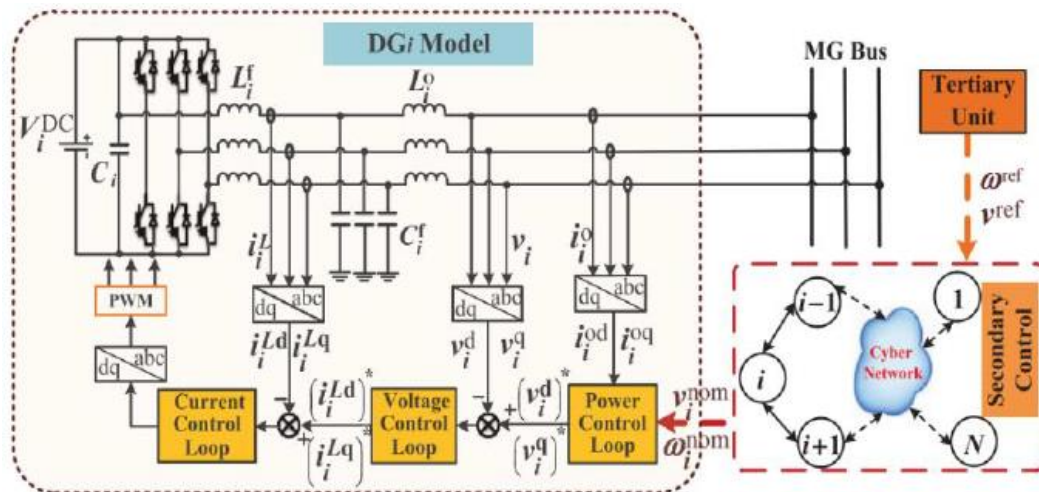 DGi Model
MG Bus
Tertiary
Unit
V_i^DC
C_i
L_i^f
L_i^o
C_i^f
ω^ref
v^ref
i_i^L
v_i
i_i^o
PWM
dq abc
dq abc
dq abc
dq abc
i_i^Ld i_i^Lq
v_i^d v_i^q
i_i^od i_i^oq
Current
Control
Loop
(i_i^Ld)*
(i_i^Lq)*
Voltage
Control
Loop
(v_i^d)*
(v_i^q)*
Power
Control
Loop
v_i^nom
ω_i^nom
i−1
1
i
Cyber
Network
i+1
N
Secondary
Control